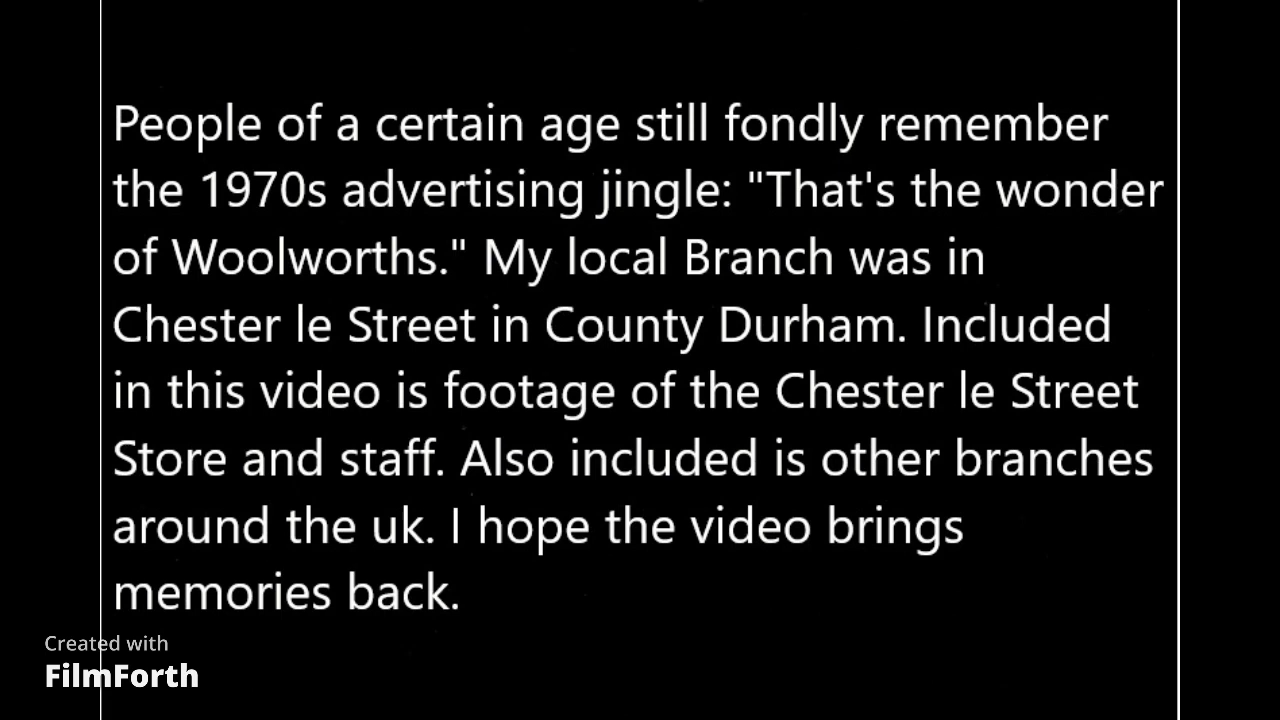 People of a certain age still fondly remember
the 1970s advertising jingle: "That's the wonder
of Woolworths." My local Branch was in
Chester le Street in County Durham. Included
in this video is footage of the Chester le Street
Store and staff. Also included is other branches
around the uk. I hope the video brings
memories back.
Created with
FilmForth